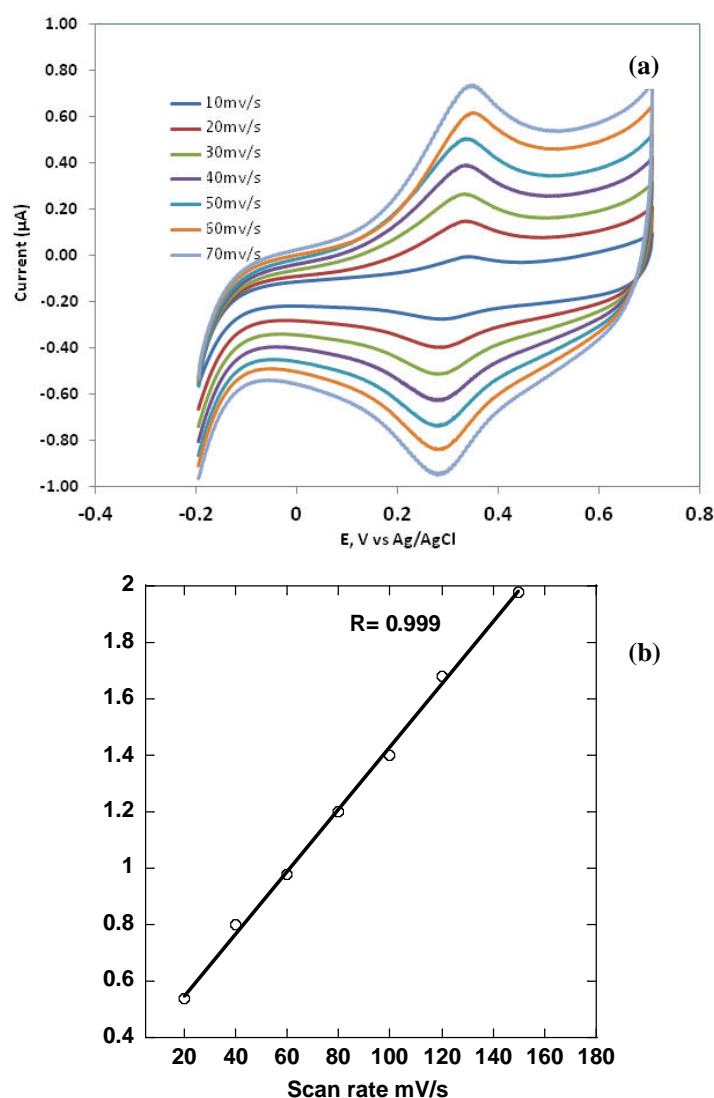 (a)
1.00
0.80
0.60
0.40
0.20
0.00
-0.20
-0.40
-0.60
-0.80
-1.00
Current (µA)
10mv/s
20mv/s
30mv/s
40mv/s
50mv/s
60mv/s
70mv/s
-0.4
-0.2
0
0.2
0.4
0.6
0.8
E, V vs Ag/AgCl
(b)
R= 0.999
2
1.8
1.6
1.4
1.2
1
0.8
0.6
0.4
20 40 60 80 100 120 140 160 180
Scan rate mV/s